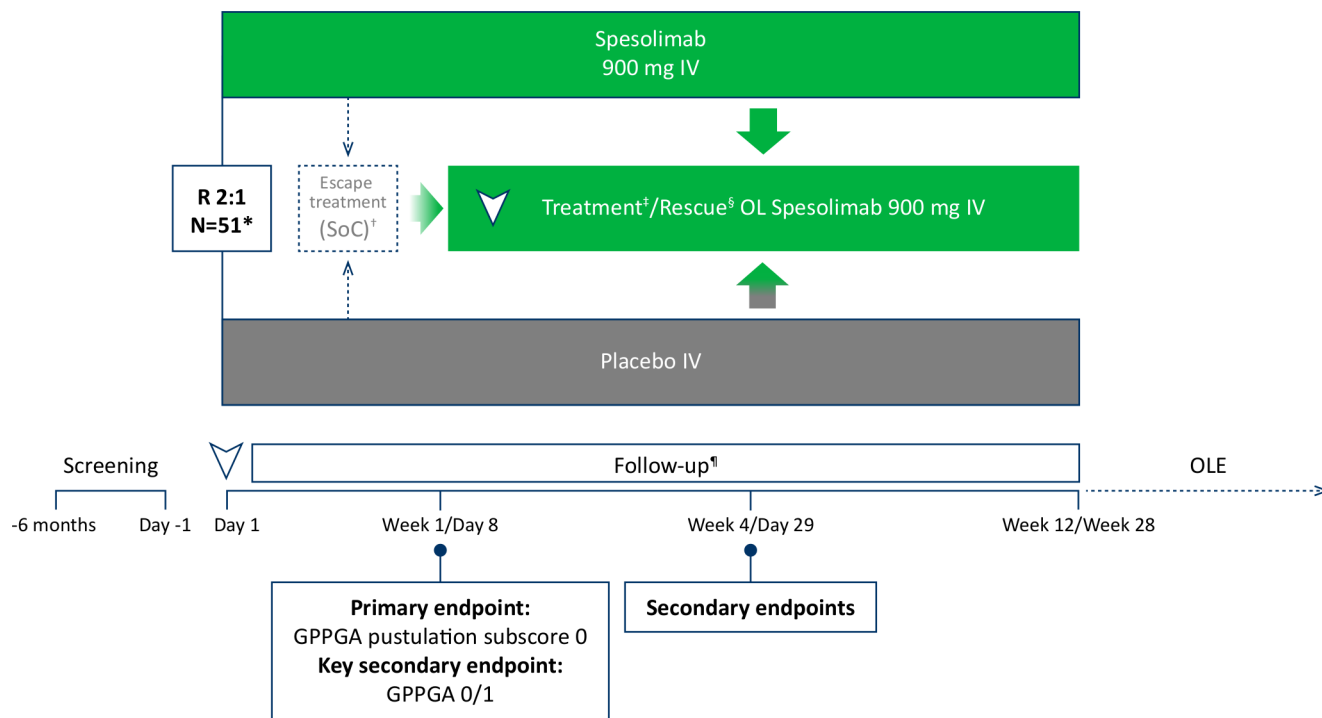 Spesolimab
900 mg IV
R 2:1
N=51*
Escape
treatment
(SoC)†
Treatment‡/Rescue§ OL Spesolimab 900 mg IV
Placebo IV
Screening
Follow-up¶
OLE
-6 months
Day -1
Day 1
Week 1/Day 8
Week 4/Day 29
Week 12/Week 28
Primary endpoint:
GPPGA pustulation subscore 0
Key secondary endpoint:
GPPGA 0/1
Secondary endpoints